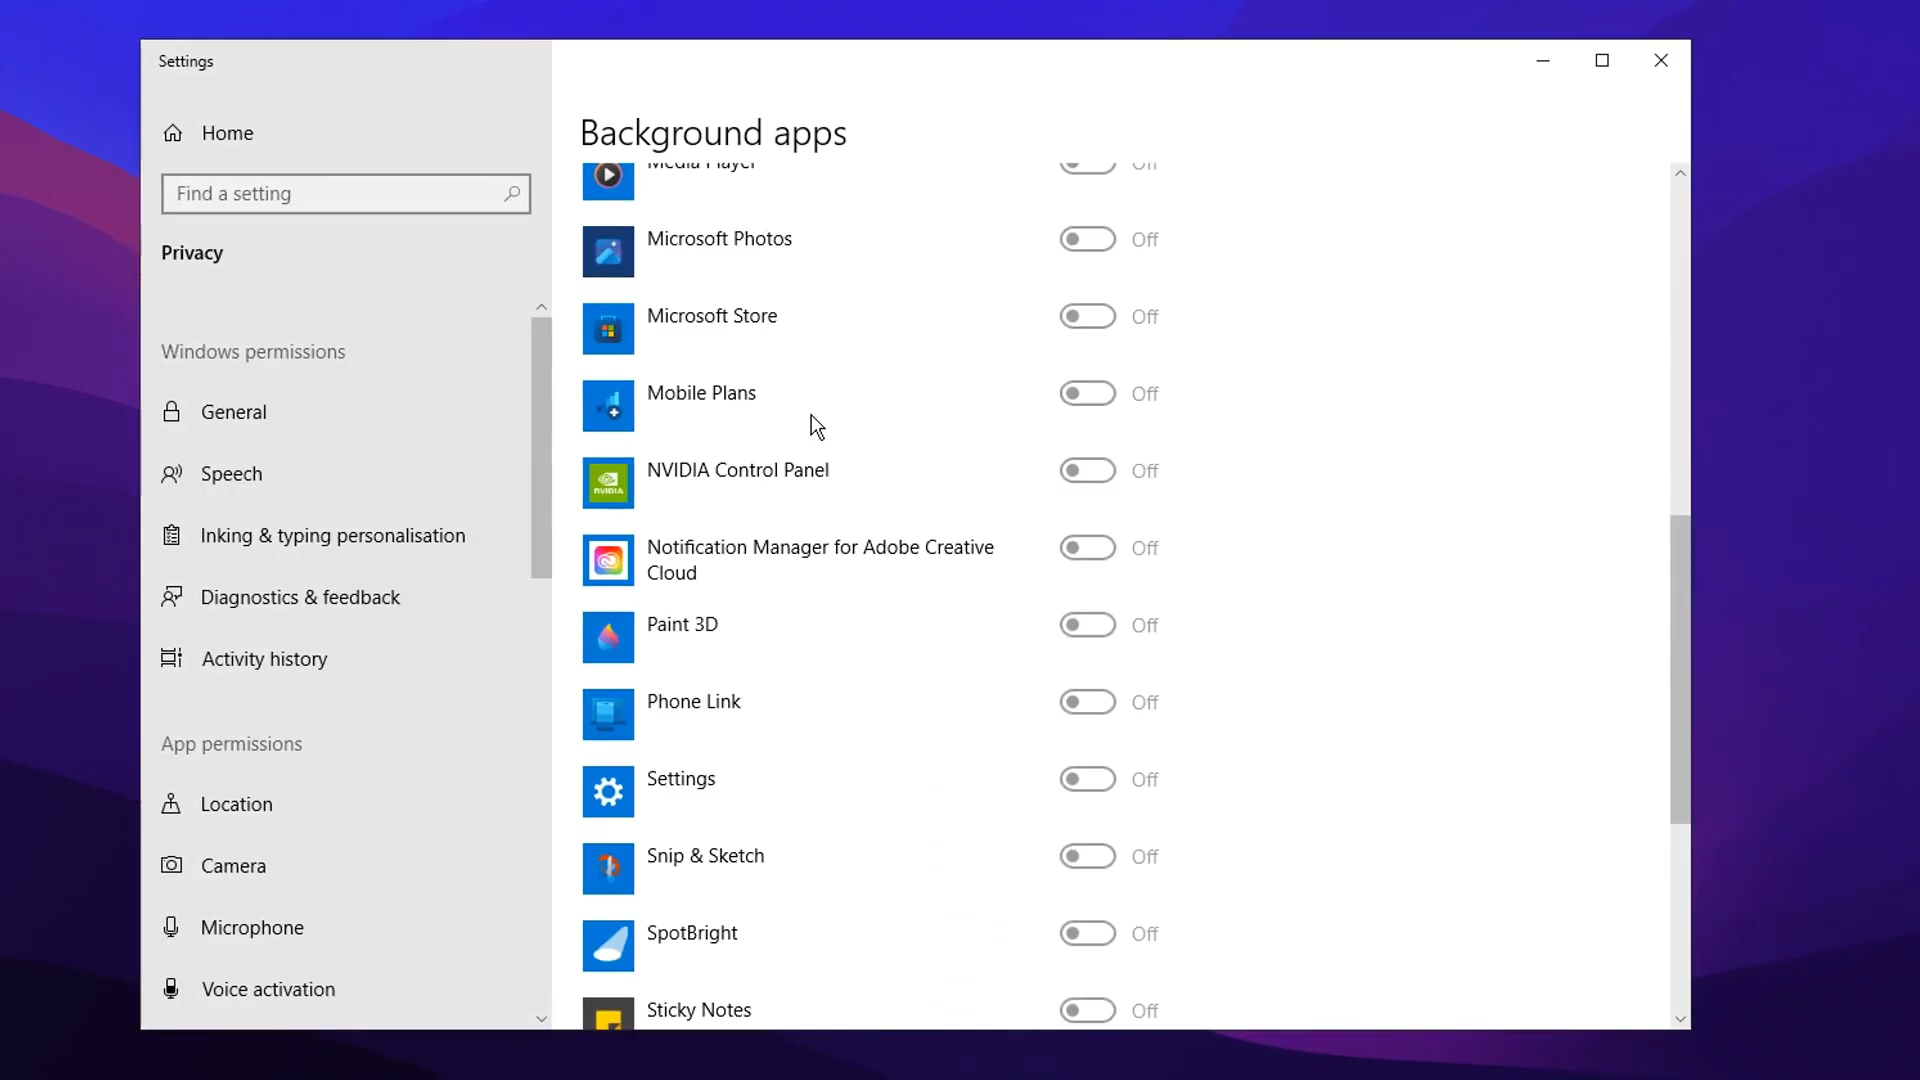 Settings
Home
Find a setting
Privacy
Windows permissions
General
Speech
Inking & typing personalisation
Diagnostics & feedback
Activity history
App permissions
Location
Camera
Microphone
Voice activation
Background apps
Media Player Off
Microsoft Photos Off
Microsoft Store Off
Mobile Plans Off
NVIDIA Control Panel Off
NVIDIA
Notification Manager for Adobe Creative
Cloud Off
Paint 3D Off
Phone Link Off
Settings Off
Snip & Sketch Off
SpotBright Off
Sticky Notes Off